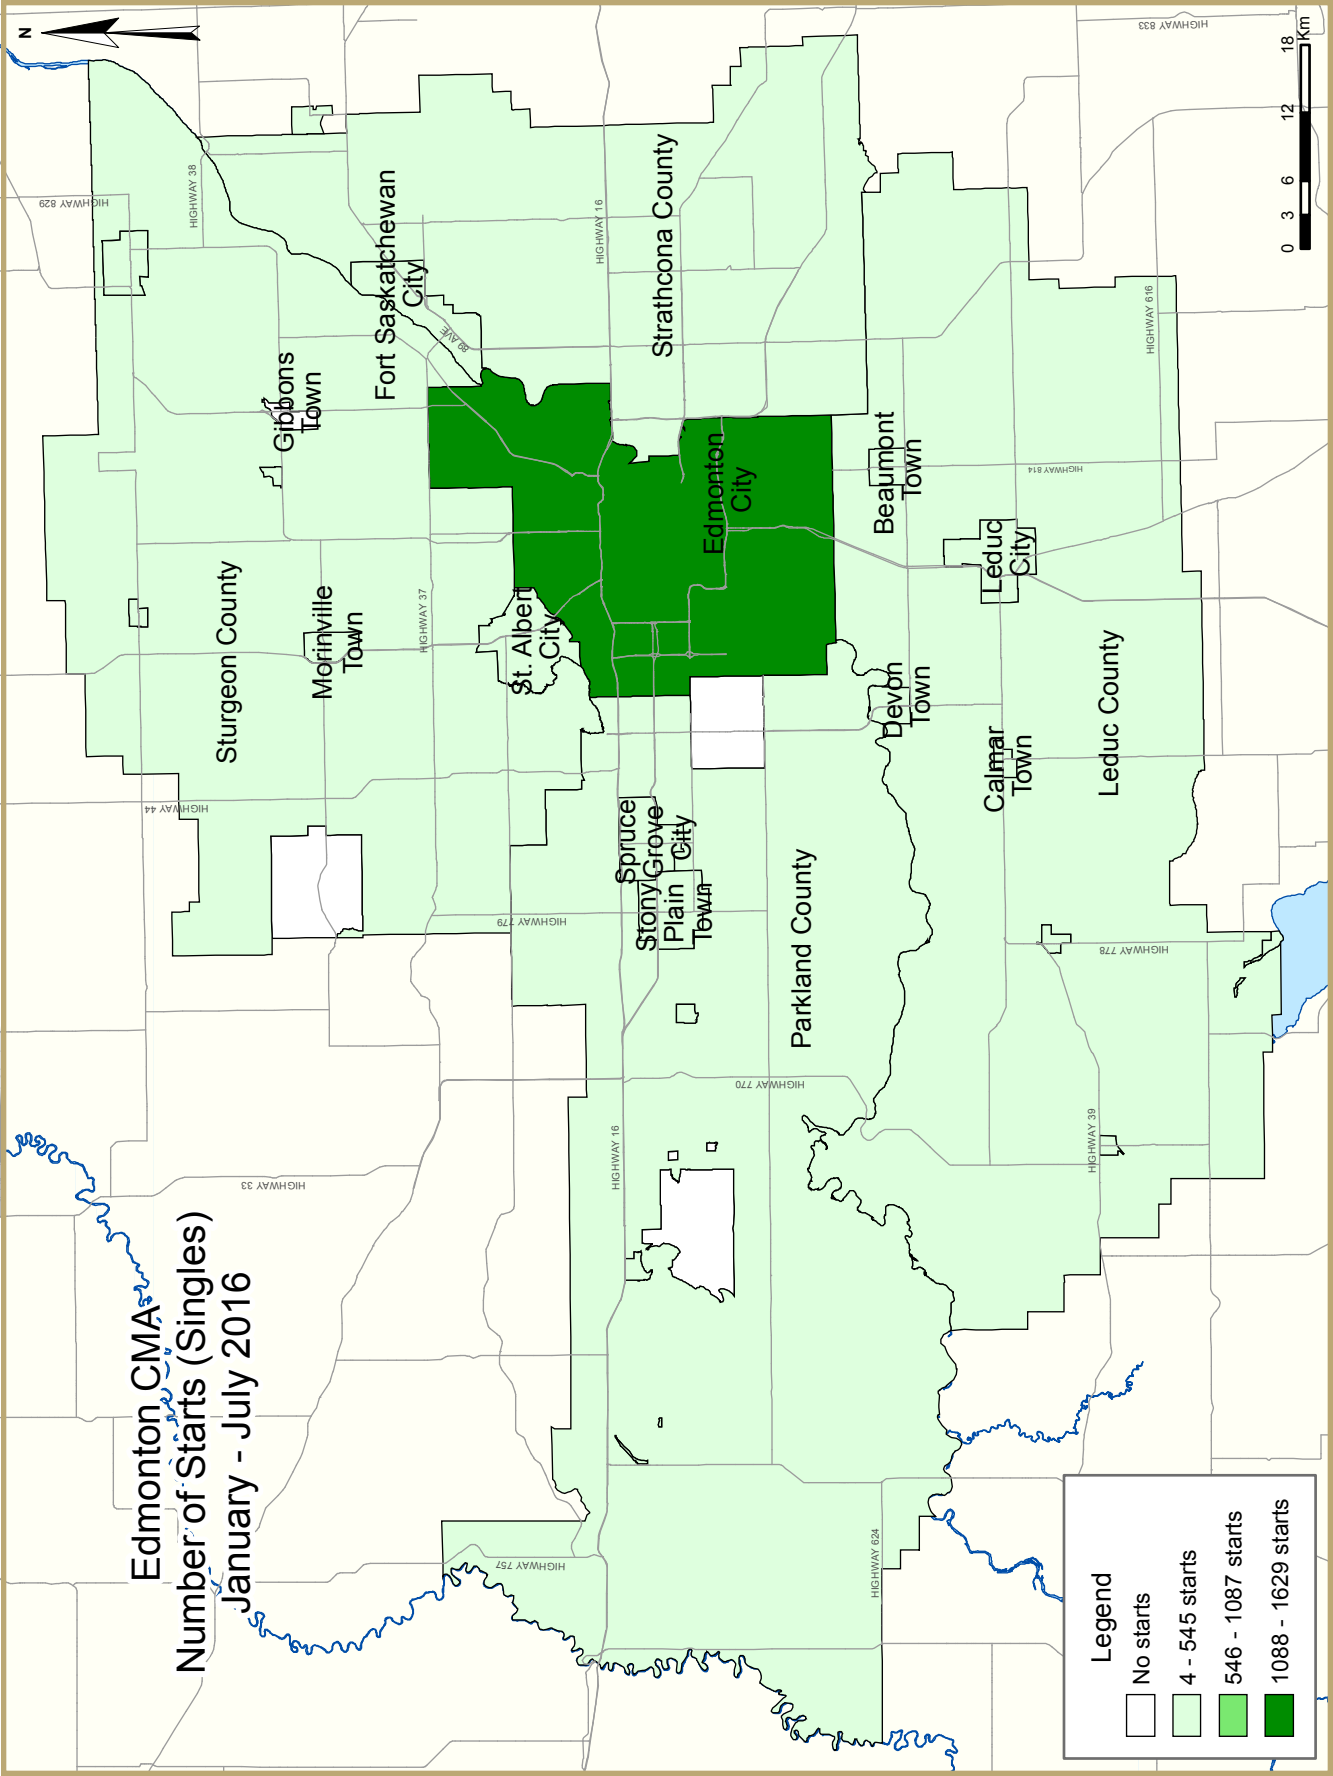 Edmonton CMA
Number of Starts (Singles)
January - July 2016
N
HIGHWAY 829
HIGHWAY 38
HIGHWAY 833
Fort Saskatchewan
City
89 AVE
Gibbons
Town
HIGHWAY 16
Strathcona County
Sturgeon County
Morinville
Town
HIGHWAY 37
St. Albert
City
Edmonton
City
Beaumont
Town
HIGHWAY 616
HIGHWAY 814
Leduc
City
HIGHWAY 44
Devon
Town
Calmar
Town
Leduc County
Spruce
Grove
City
Stony
Plain
Town
HIGHWAY 779
Parkland County
HIGHWAY 778
HIGHWAY 770
HIGHWAY 16
HIGHWAY 39
HIGHWAY 33
HIGHWAY 757
HIGHWAY 624
0 3 6 12 18
Km
Legend
No starts
4 - 545 starts
546 - 1087 starts
1088 - 1629 starts